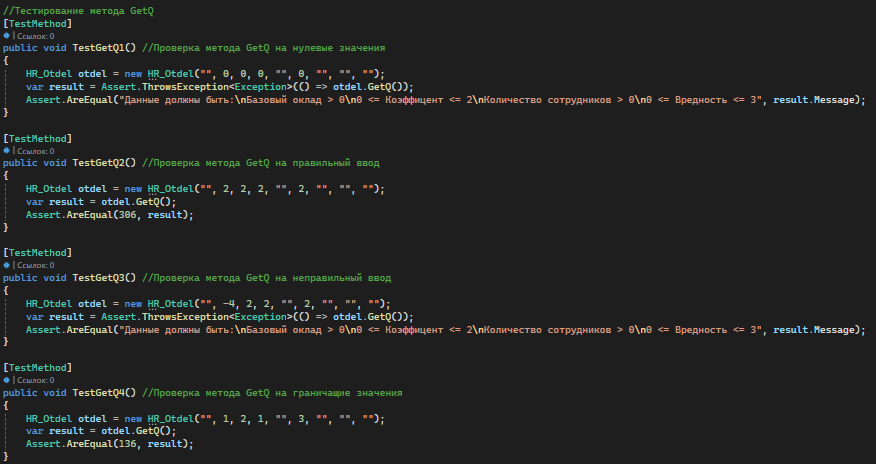 //Тестирование метода GetQ
[TestMethod]
| Ссылок: 0
public void TestGetQ1() //Проверка метода GetQ на нулевые значения
{
HR_Otdel otdel = new HR_Otdel("", 0, 0, 0, "", 0, "", "", "");
var result = Assert.ThrowsException<Exception>(() => otdel.GetQ());
Assert.AreEqual("Данные должны быть:\nБазовый оклад > 0\n0 <= Коэффицент <= 2\nКоличество сотрудников > 0\n0 <= Вредность <= 3", result.Message);
}
[TestMethod]
| Ссылок: 0
public void TestGetQ2() //Проверка метода GetQ на правильный ввод
{
HR_Otdel otdel = new HR_Otdel("", 2, 2, 2, "", 2, "", "", "");
var result = otdel.GetQ();
Assert.AreEqual(306, result);
}
[TestMethod]
| Ссылок: 0
public void TestGetQ3() //Проверка метода GetQ на неправильный ввод
{
HR_Otdel otdel = new HR_Otdel("", -4, 2, 2, "", 2, "", "", "");
var result = Assert.ThrowsException<Exception>(() => otdel.GetQ());
Assert.AreEqual("Данные должны быть:\nБазовый оклад > 0\n0 <= Коэффицент <= 2\nКоличество сотрудников > 0\n0 <= Вредность <= 3", result.Message);
}
[TestMethod]
| Ссылок: 0
public void TestGetQ4() //Проверка метода GetQ на граничащие значения
{
HR_Otdel otdel = new HR_Otdel("", 1, 2, 1, "", 3, "", "", "");
var result = otdel.GetQ();
Assert.AreEqual(136, result);
}